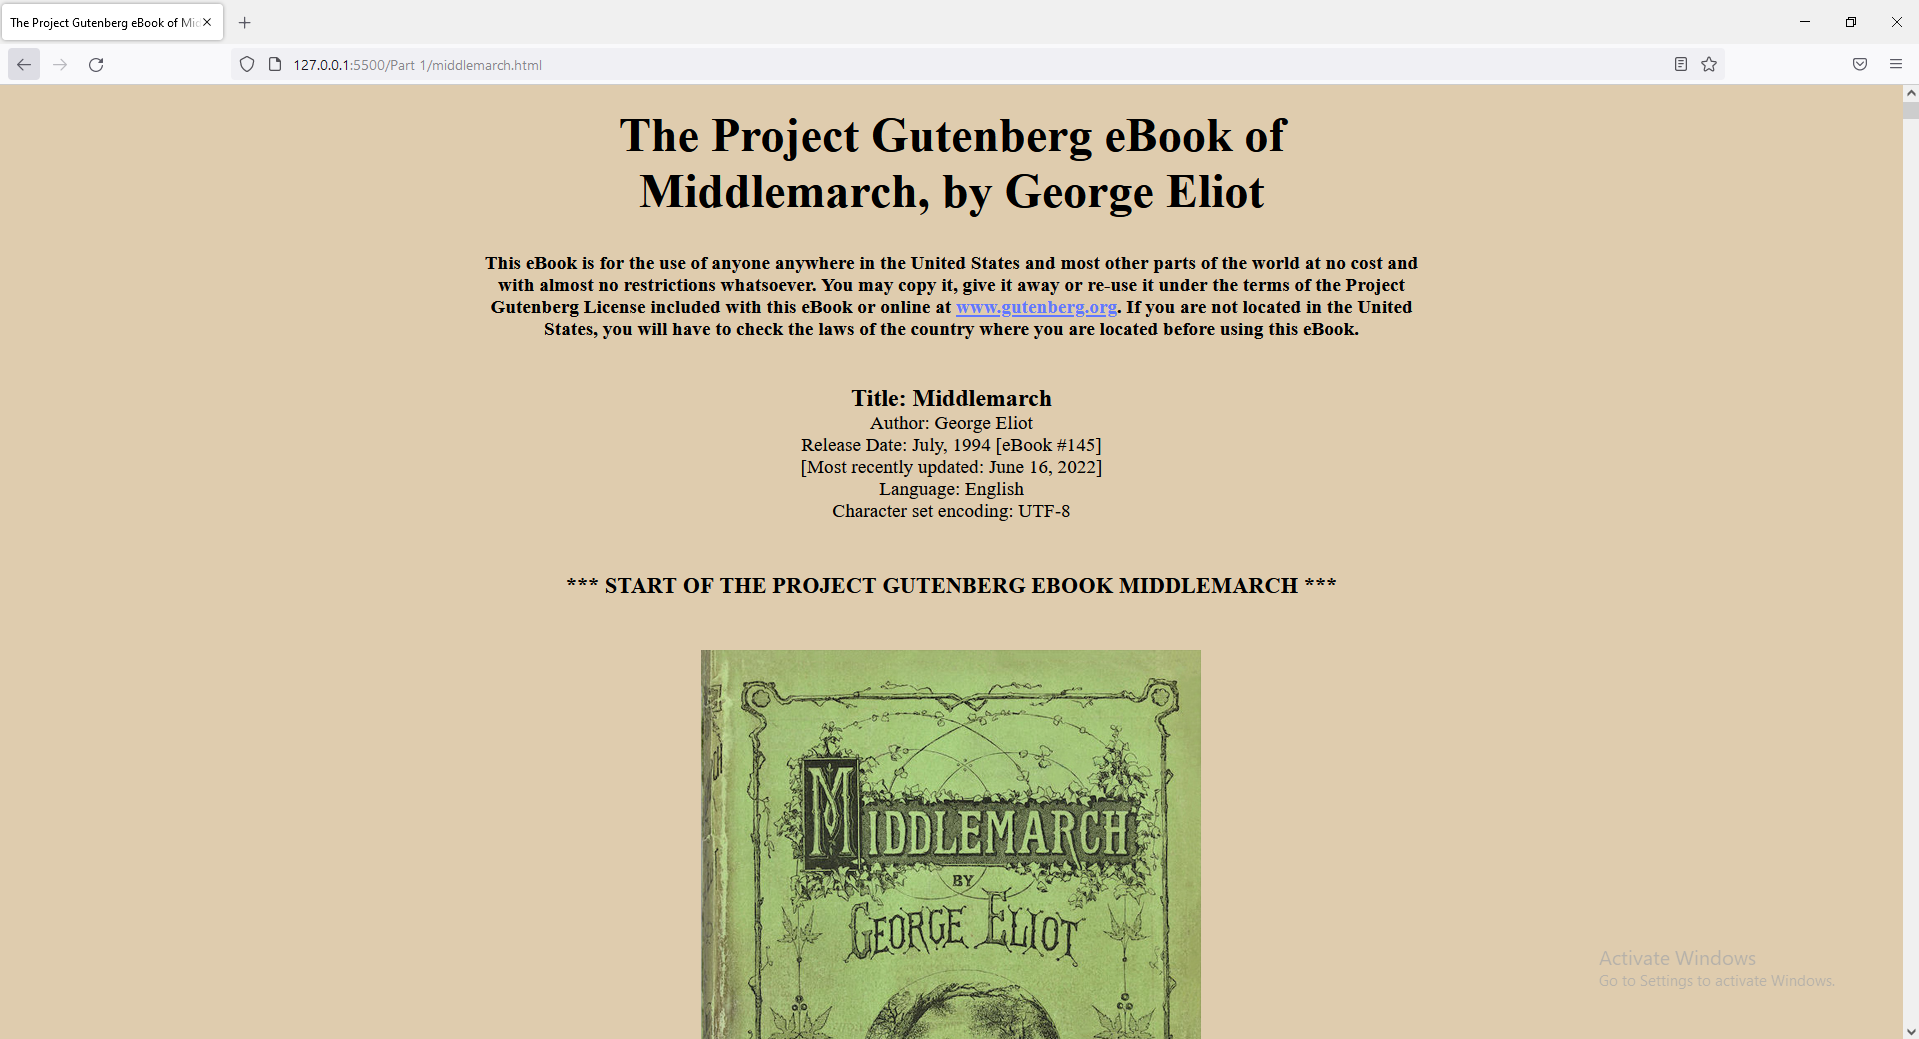 The Project Gutenberg eBook of Mid
127.0.0.1:5500/Part 1/middlemarch.html
The Project Gutenberg eBook of
Middlemarch, by George Eliot
This eBook is for the use of anyone anywhere in the United States and most other parts of the world at no cost and
with almost no restrictions whatsoever. You may copy it, give it away or re-use it under the terms of the Project
Gutenberg License included with this eBook or online at www.gutenberg.org. If you are not located in the United
States, you will have to check the laws of the country where you are located before using this eBook.
Title: Middlemarch
Author: George Eliot
Release Date: July, 1994 [eBook #145]
[Most recently updated: June 16, 2022]
Language: English
Character set encoding: UTF-8
*** START OF THE PROJECT GUTENBERG EBOOK MIDDLEMARCH ***
MIDDLEMARCH
BY
GEORGE ELIOT
Activate Windows
Go to Settings to activate Windows.